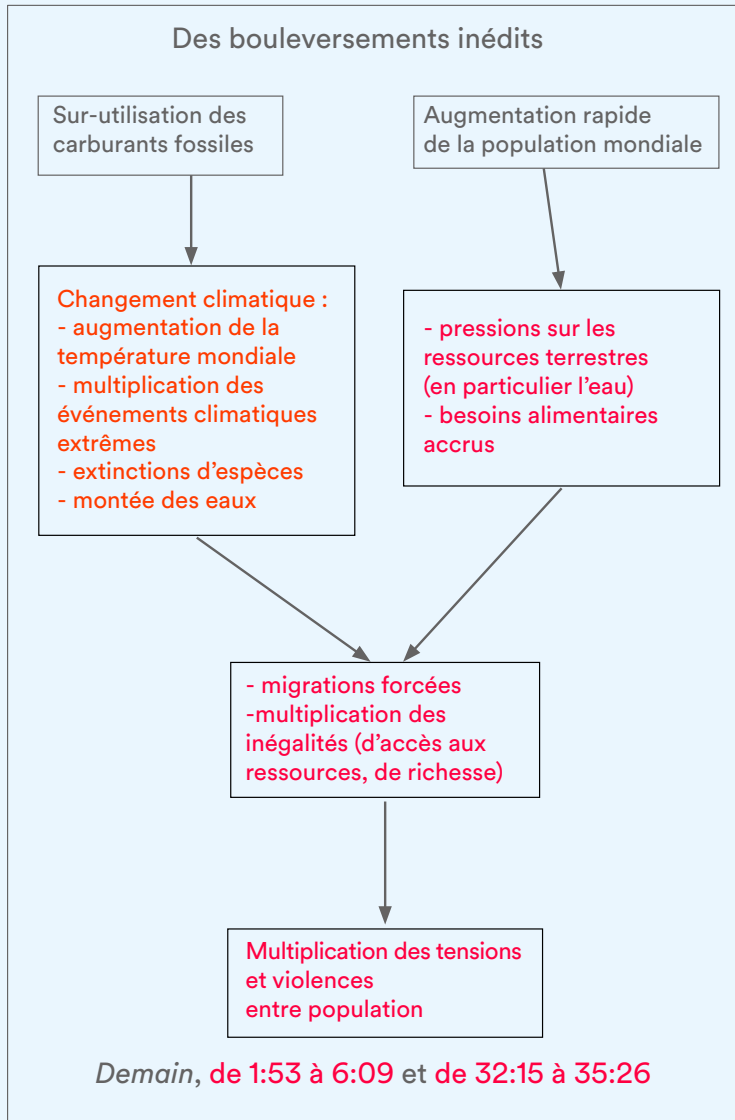 Des bouleversements inédits
Sur-utilisation des
carburants fossiles
Augmentation rapide
de la population mondiale
Changement climatique :
- augmentation de la
température mondiale
- multiplication des
événements climatiques
extrêmes
- extinctions d’espèces
- montée des eaux
- pressions sur les
ressources terrestres
(en particulier l’eau)
- besoins alimentaires
accrus
- migrations forcées
-multiplication des
inégalités (d’accès aux
ressources, de richesse)
Multiplication des tensions
et violences
entre population
Demain, de 1:53 à 6:09 et de 32:15 à 35:26